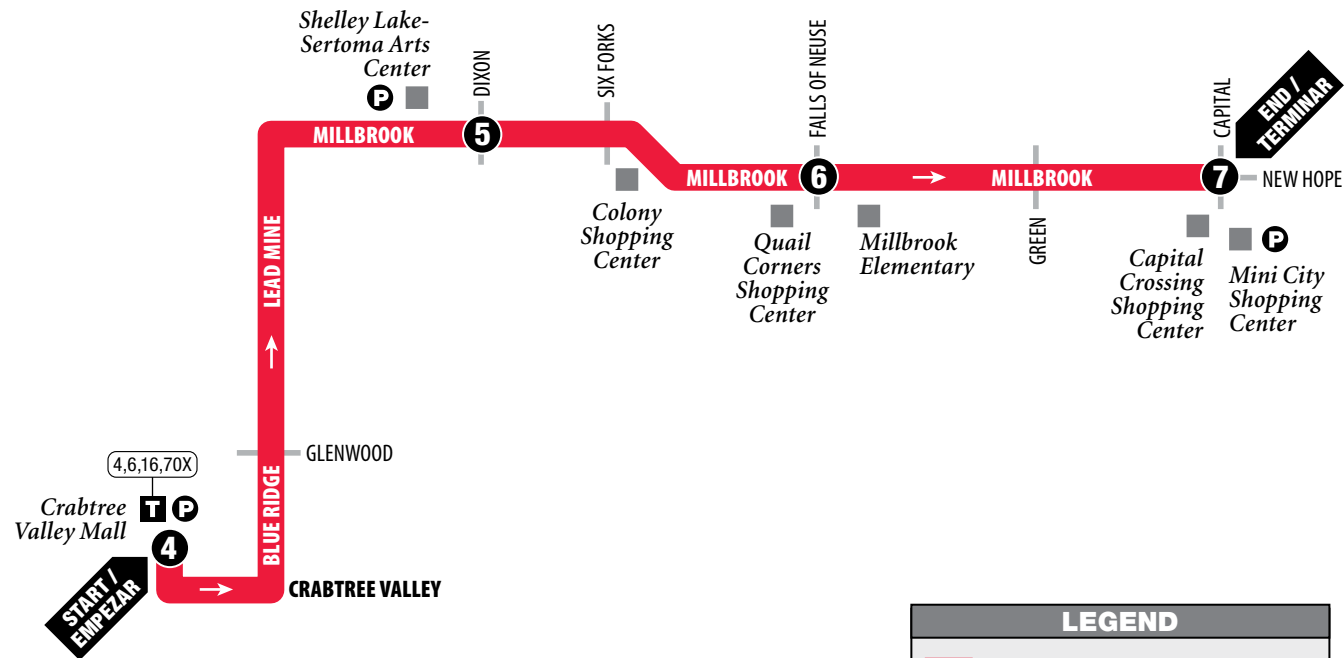 Shelley Lake-
Sertoma Arts
Center
P
DIXON
SIX FORKS
FALLS OF NEUSE
CAPITAL
END /
TERMINAR
MILLBROOK
5
MILLBROOK
6
MILLBROOK
7
NEW HOPE
Colony
Shopping
Center
Quail
Corners
Shopping
Center
Millbrook
Elementary
GREEN
Capital
Crossing
Shopping
Center
P
Mini City
Shopping
Center
LEAD MINE
GLENWOOD
BLUE RIDGE
4,6,16,70X
Crabtree
Valley Mall
T P
4
START /
EMPEZAR
CRABTREE VALLEY
LEGEND